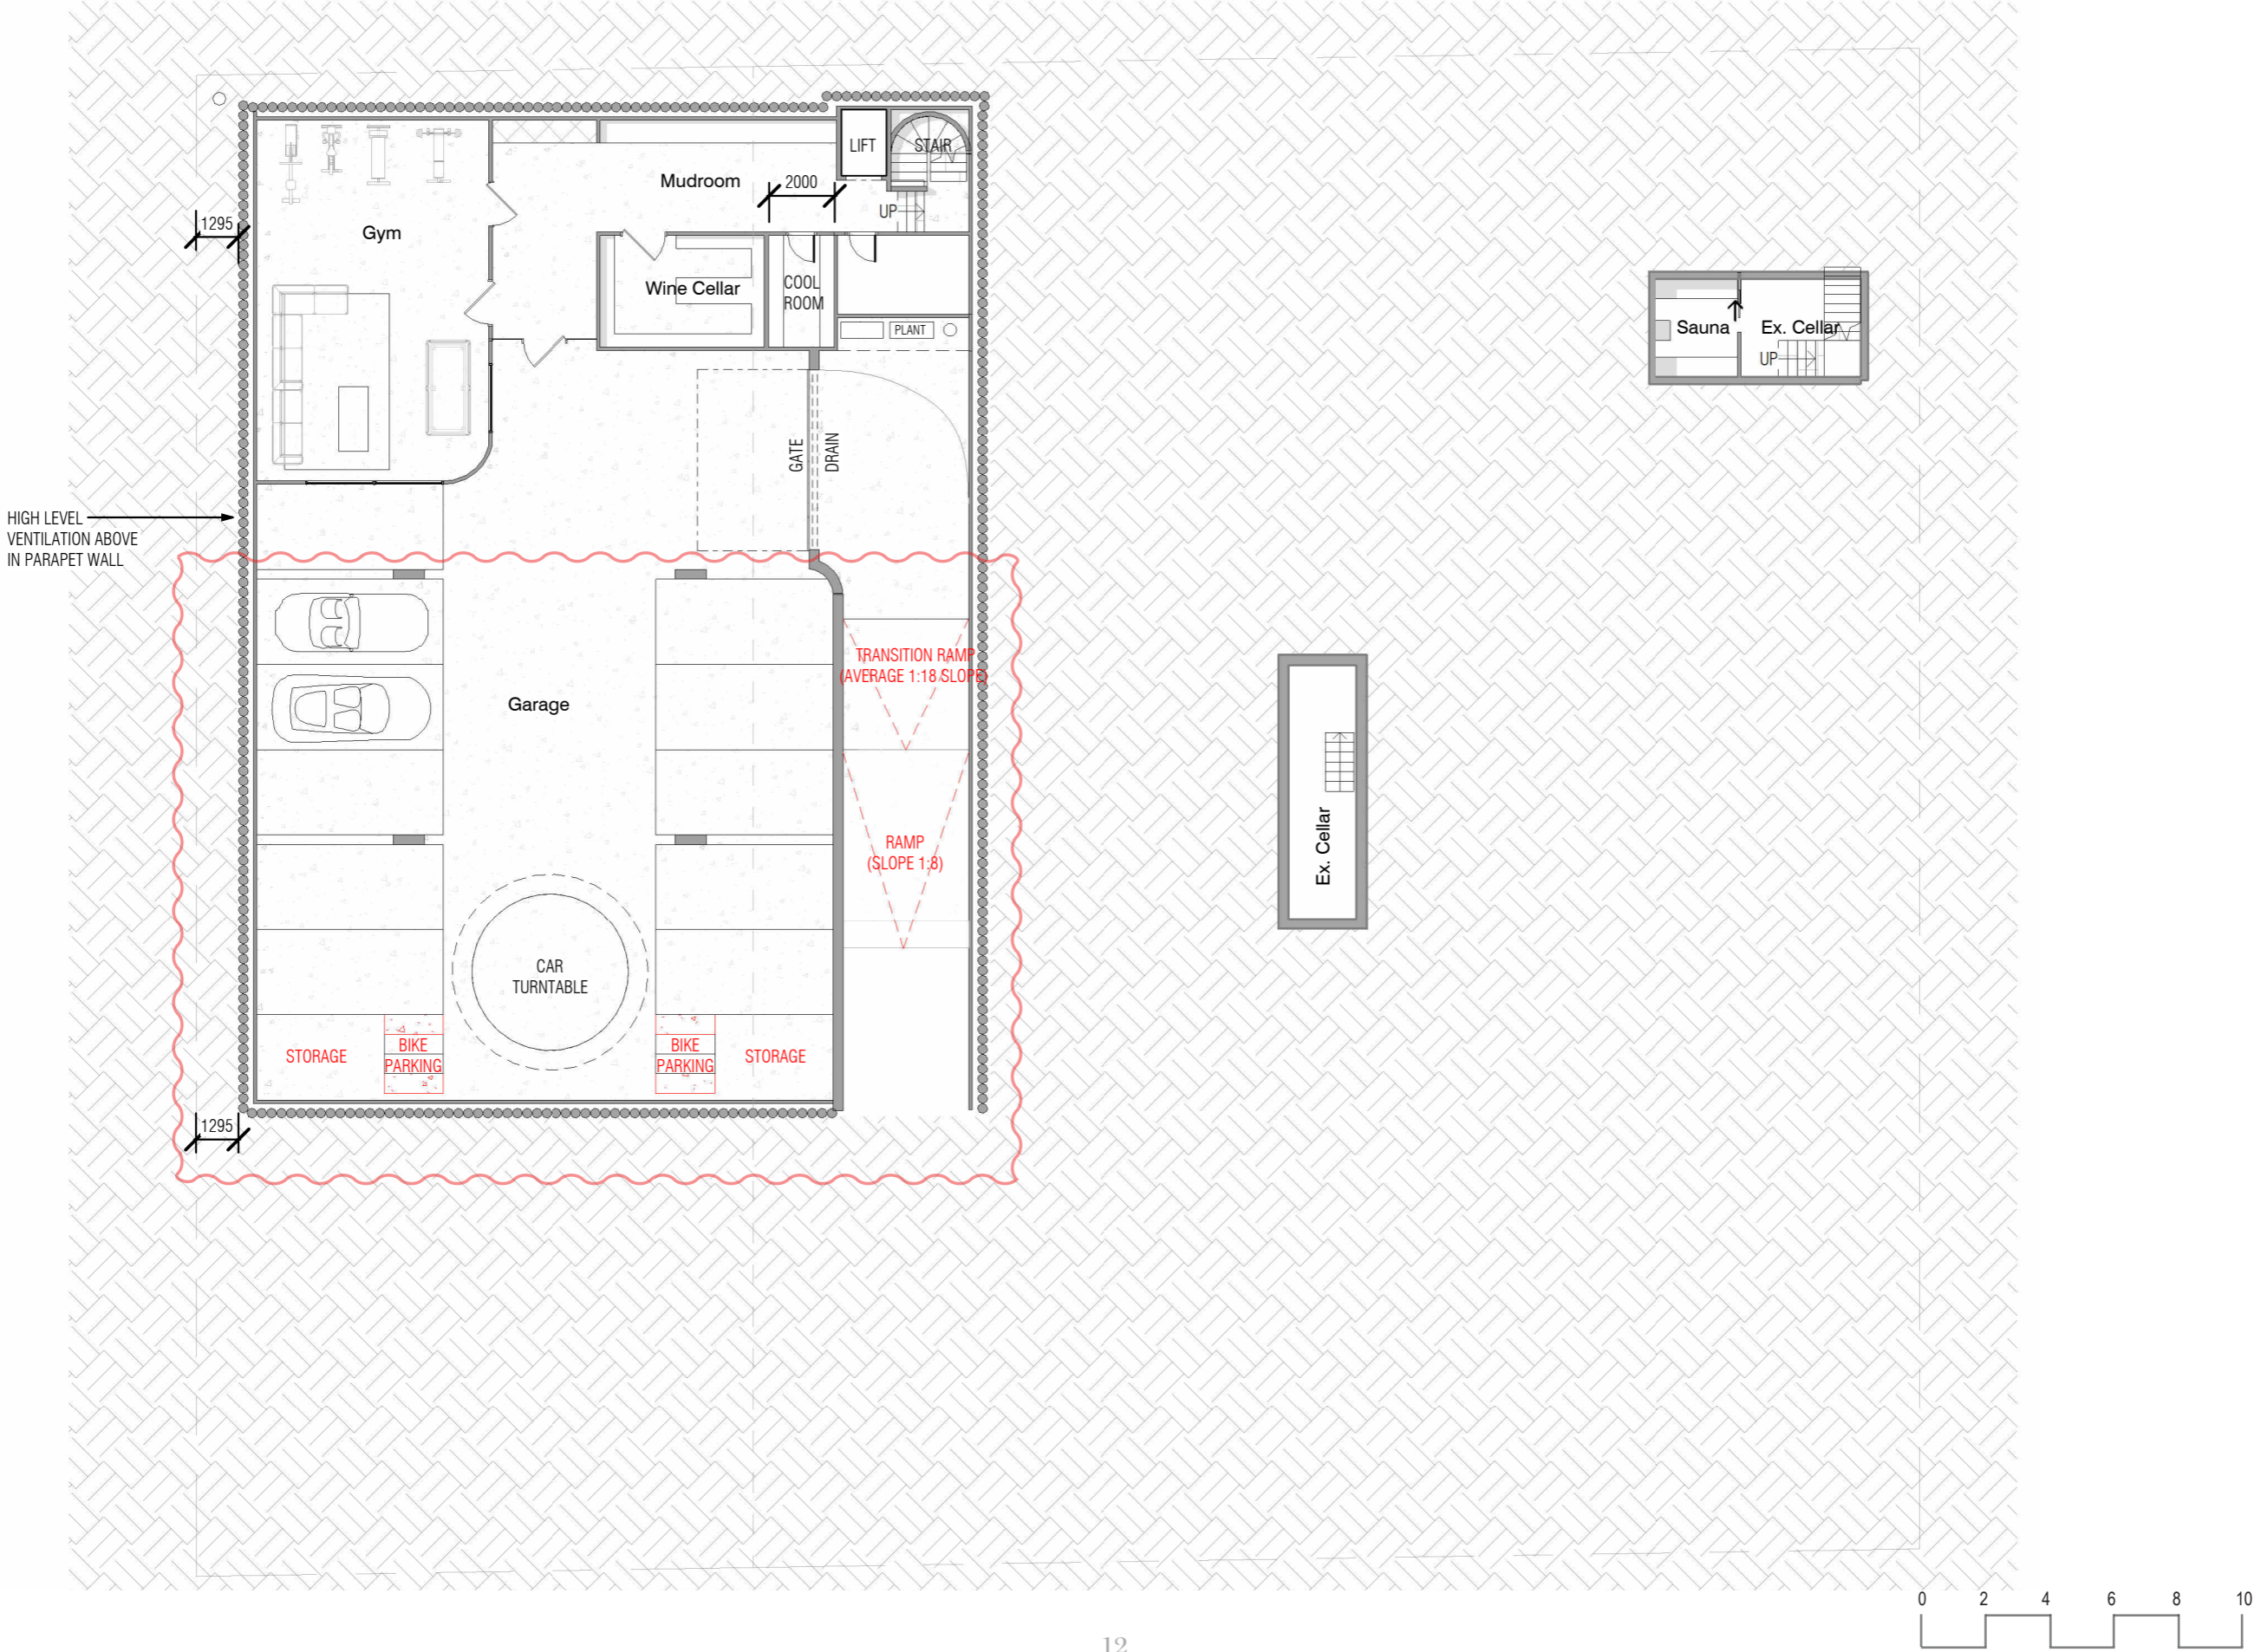 LIFT
STAIR
Mudroom
2000
UP
1295
Gym
Wine Cellar
COOL
ROOM
PLANT
Sauna
Ex. Cellar
UP
GATE
DRAIN
HIGH LEVEL
VENTILATION ABOVE
IN PARAPET WALL
TRANSITION RAMP
(AVERAGE 1:18 SLOPE)
Garage
RAMP
(SLOPE 1:8)
Ex. Cellar
CAR
TURNTABLE
STORAGE
BIKE
PARKING
BIKE
PARKING
STORAGE
1295
0 2 4 6 8 10
12